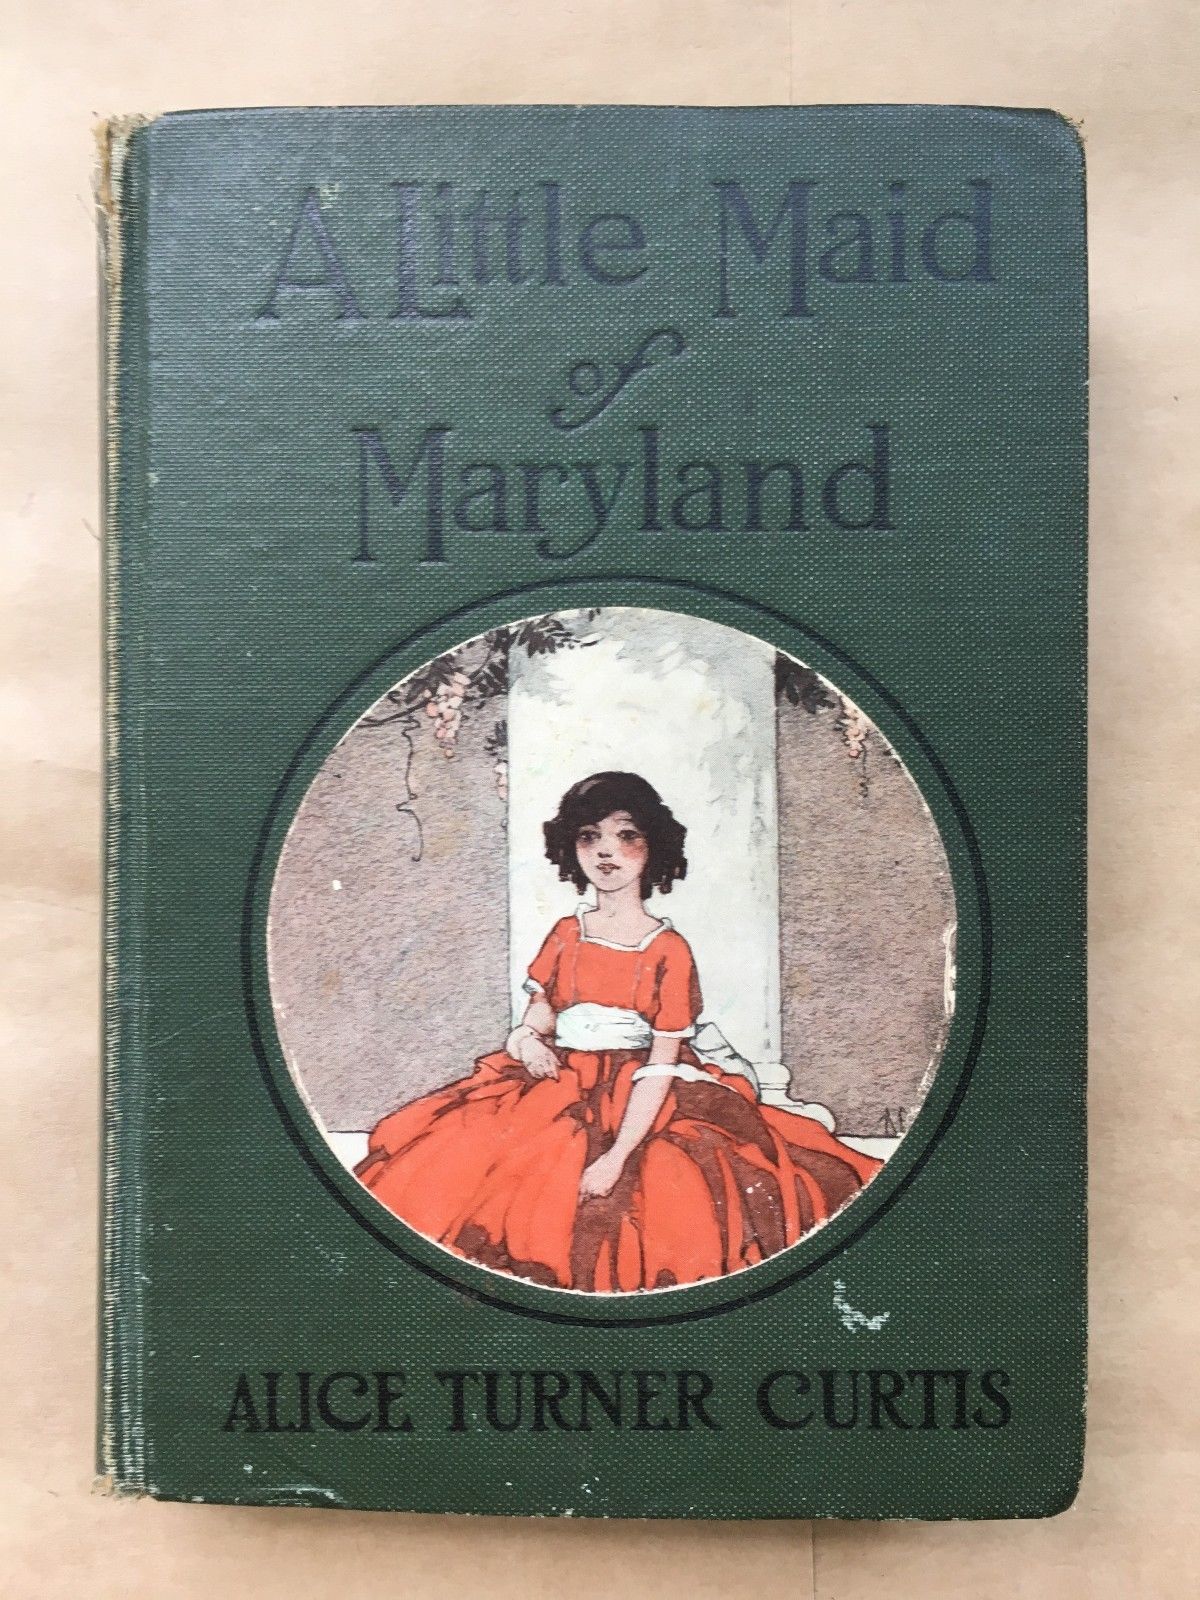 A Little Maid
of
Maryland
ALICE TURNER CURTIS